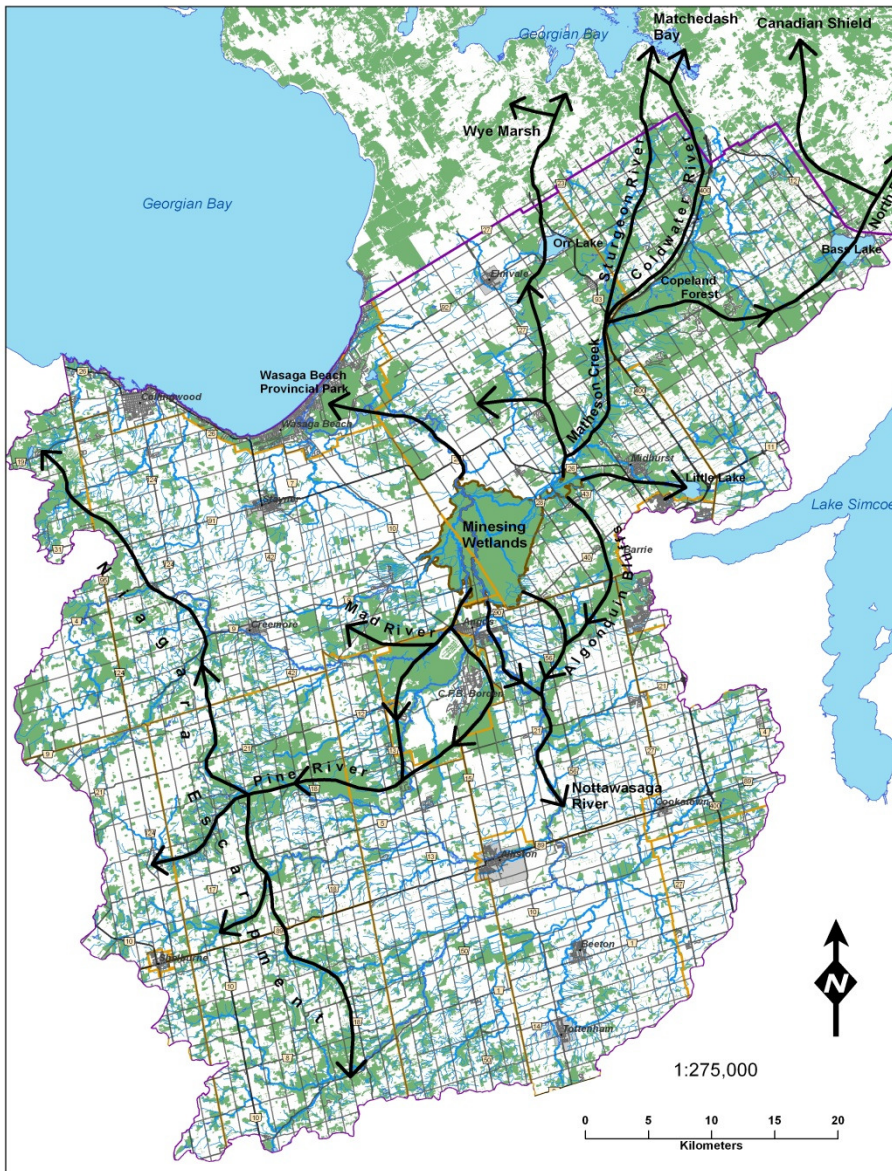 Georgian Bay
Matchedash
Bay
Canadian Shield
Wye Marsh
Georgian Bay
Sturgeon River
Coldwater River
North
Orr Lake
Bass Lake
Elmvale
Copeland
Forest
Wasaga Beach
Provincial Park
Collingwood
Wasaga Beach
Matheson Creek
Midhurst
Little Lake
Stayner
Lake Simcoe
Minesing
Wetlands
Barrie
Algonquin Bluffs
Mad River
Angus
Creemore
C.F.B. Borden
Niagara Escarpment
Pine River
Nottawasaga
River
Cookstown
Alliston
Shelburne
Beeton
Tottenham
N
1:275,000
0 5 10 15 20
Kilometers